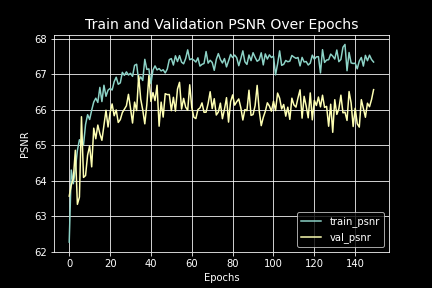 Train and Validation PSNR Over Epochs
68
67
66
65
64
63
62
PSNR
0 20 40 60 80 100 120 140
Epochs
train_psnr
val_psnr